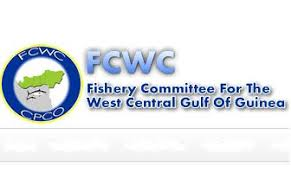 FCWC
CPCO
FCWC
Fishery Committee For The
West Central Gulf Of Guinea